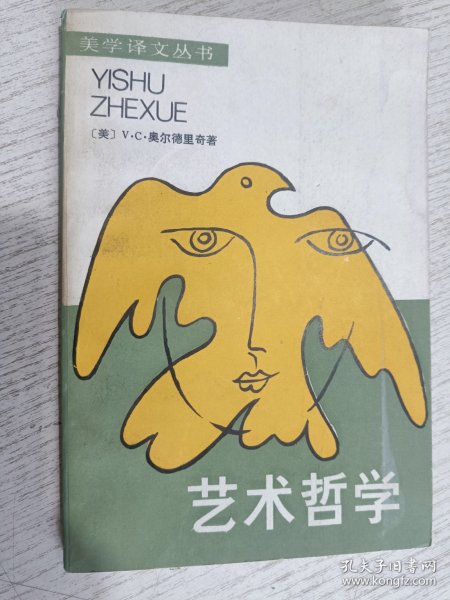 美学译文丛书
YISHU
ZHEXUE
〔美〕V·C·奥尔德里奇著
艺术哲学
孔夫子旧书网
www.kongfz.com